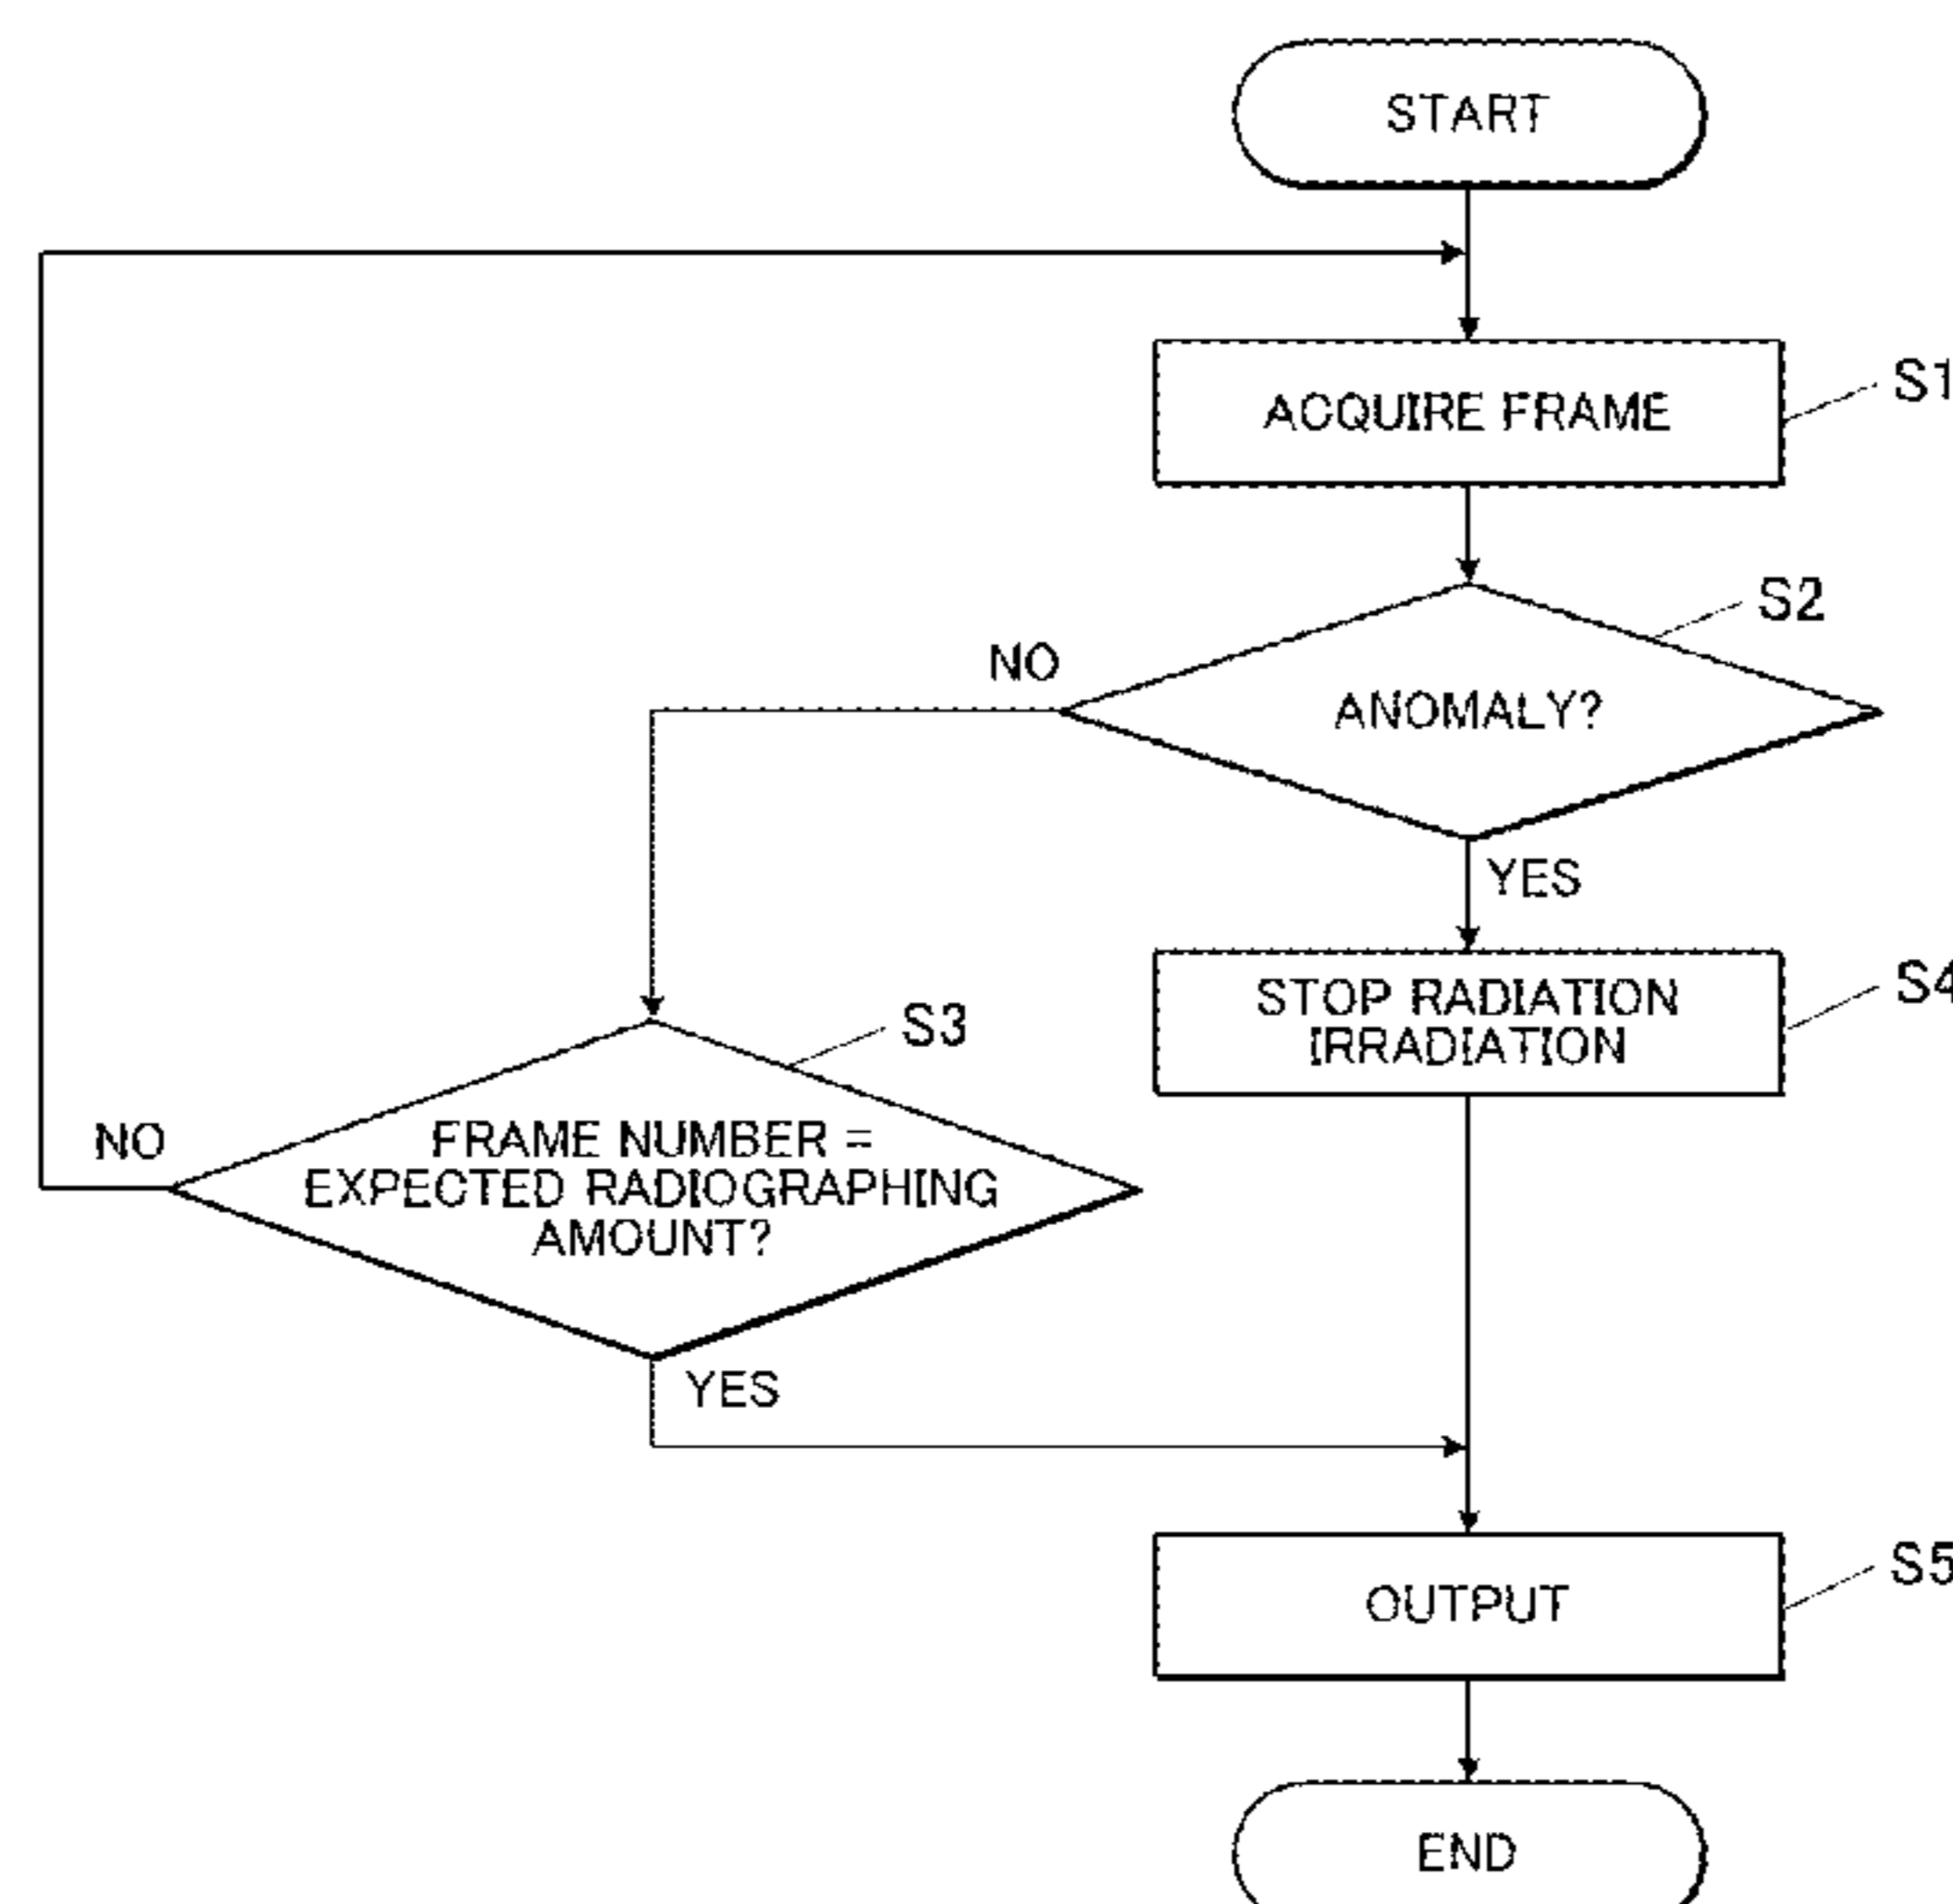 START
ACQUIRE FRAME
S1
S2
NO
ANOMALY?
YES
STOP RADIATION
IRRADIATION
S4
S3
NO
FRAME NUMBER =
EXPECTED RADIOGRAPHING
AMOUNT?
YES
OUTPUT
S5
END